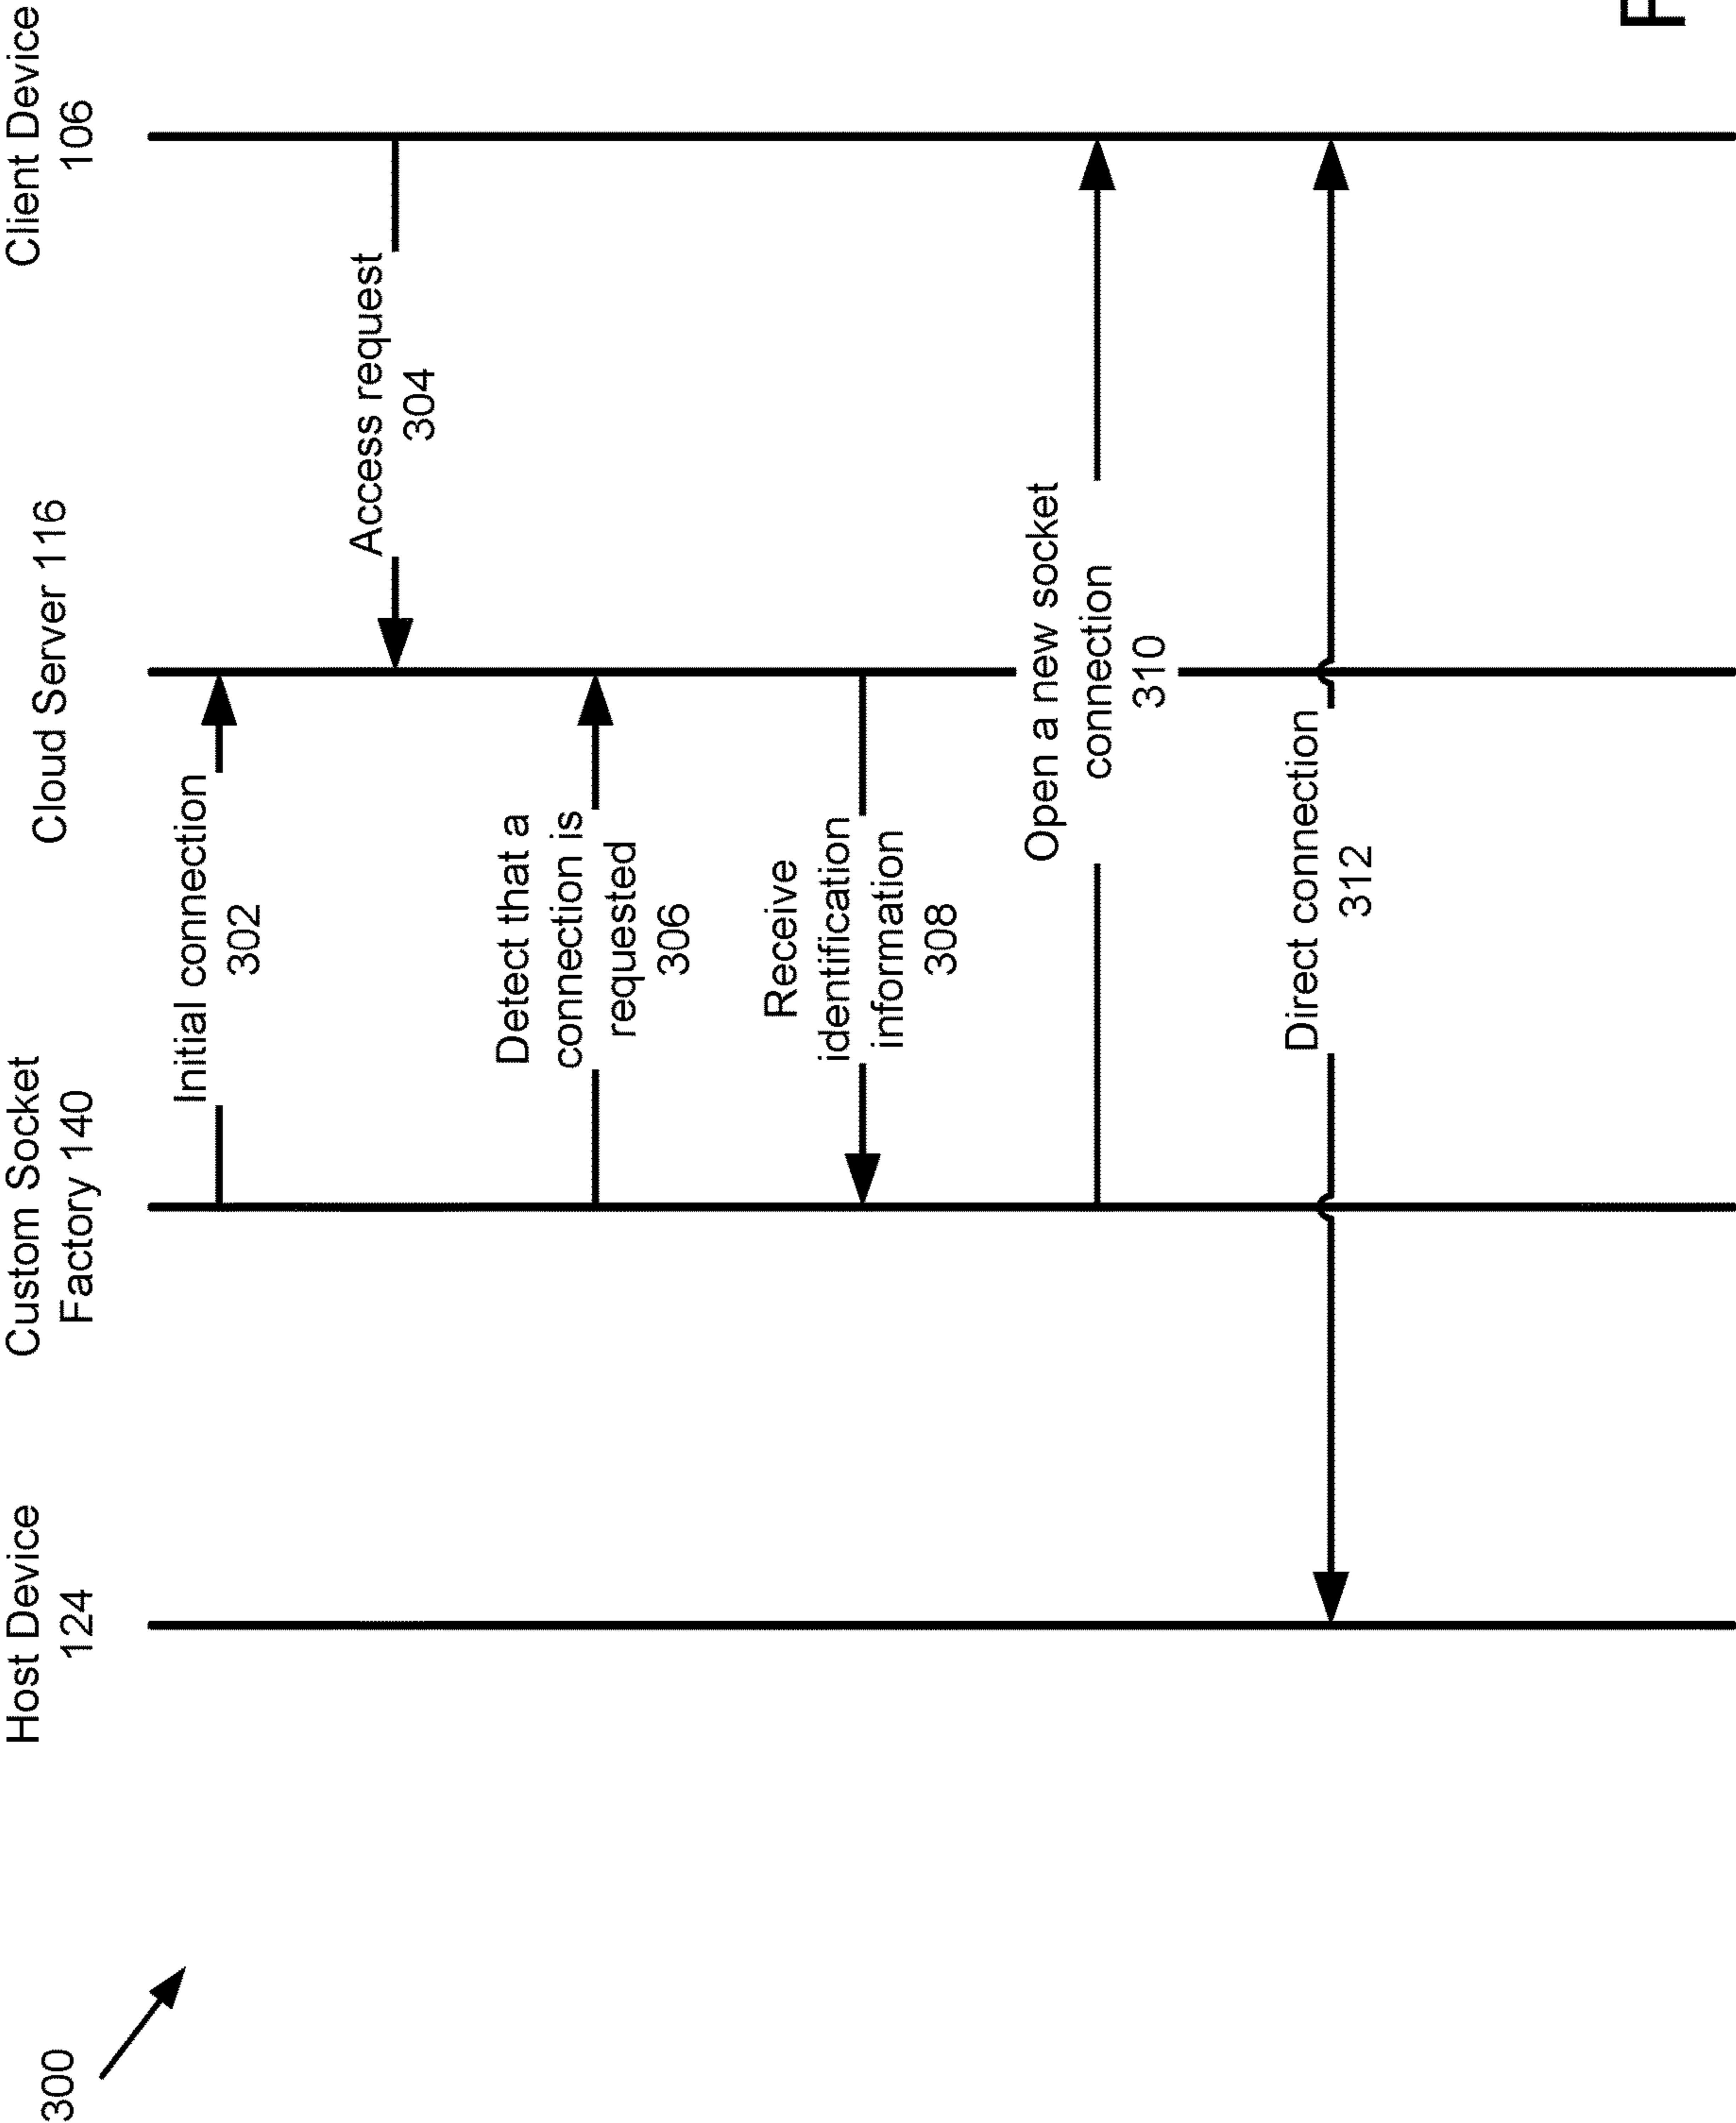 300
Host Device
124
Custom Socket
Factory 140
Cloud Server 116
Client Device
106
Initial connection
302
Access request
304
Detect that a
connection is
requested
306
Receive
identification
information
308
Open a new socket
connection
310
Direct connection
312